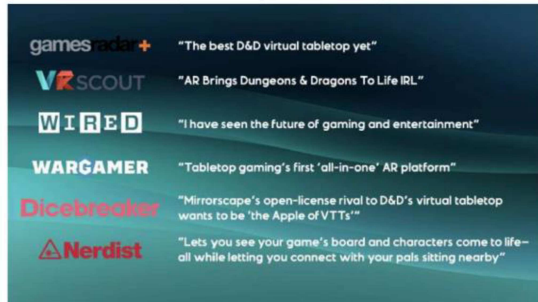 gamesradar+
"The best D&D virtual tabletop yet"
VRSCOUT
"AR Brings Dungeons & Dragons To Life IRL"
WIRED
"I have seen the future of gaming and entertainment"
WARGAMER
"Tabletop gaming's first 'all-in-one' AR platform"
Dicebreaker
"Mirrorscape's open-license rival to D&D's virtual tabletop
wants to be 'the Apple of VTTs'"
Nerdist
"Lets you see your game's board and characters come to life—
all while letting you connect with your pals sitting nearby"